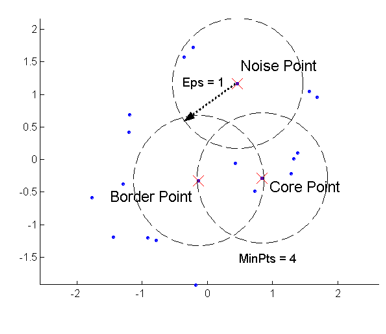 2
Noise Point
1.5
Eps = 1
1
0.5
0
Border Point
Core Point
-0.5
-1
MinPts = 4
-1.5
-2
-1
0
1
2